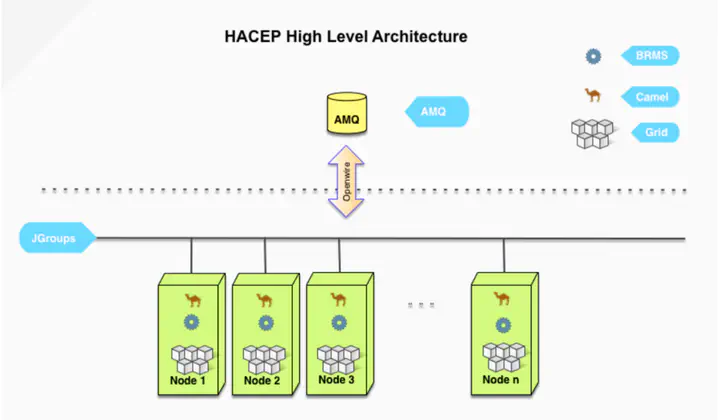 HACEP High Level Architecture
BRMS
AMQ
AMQ
Camel
Grid
Openwire
JGroups
Node 1
Node 2
Node 3
Node n